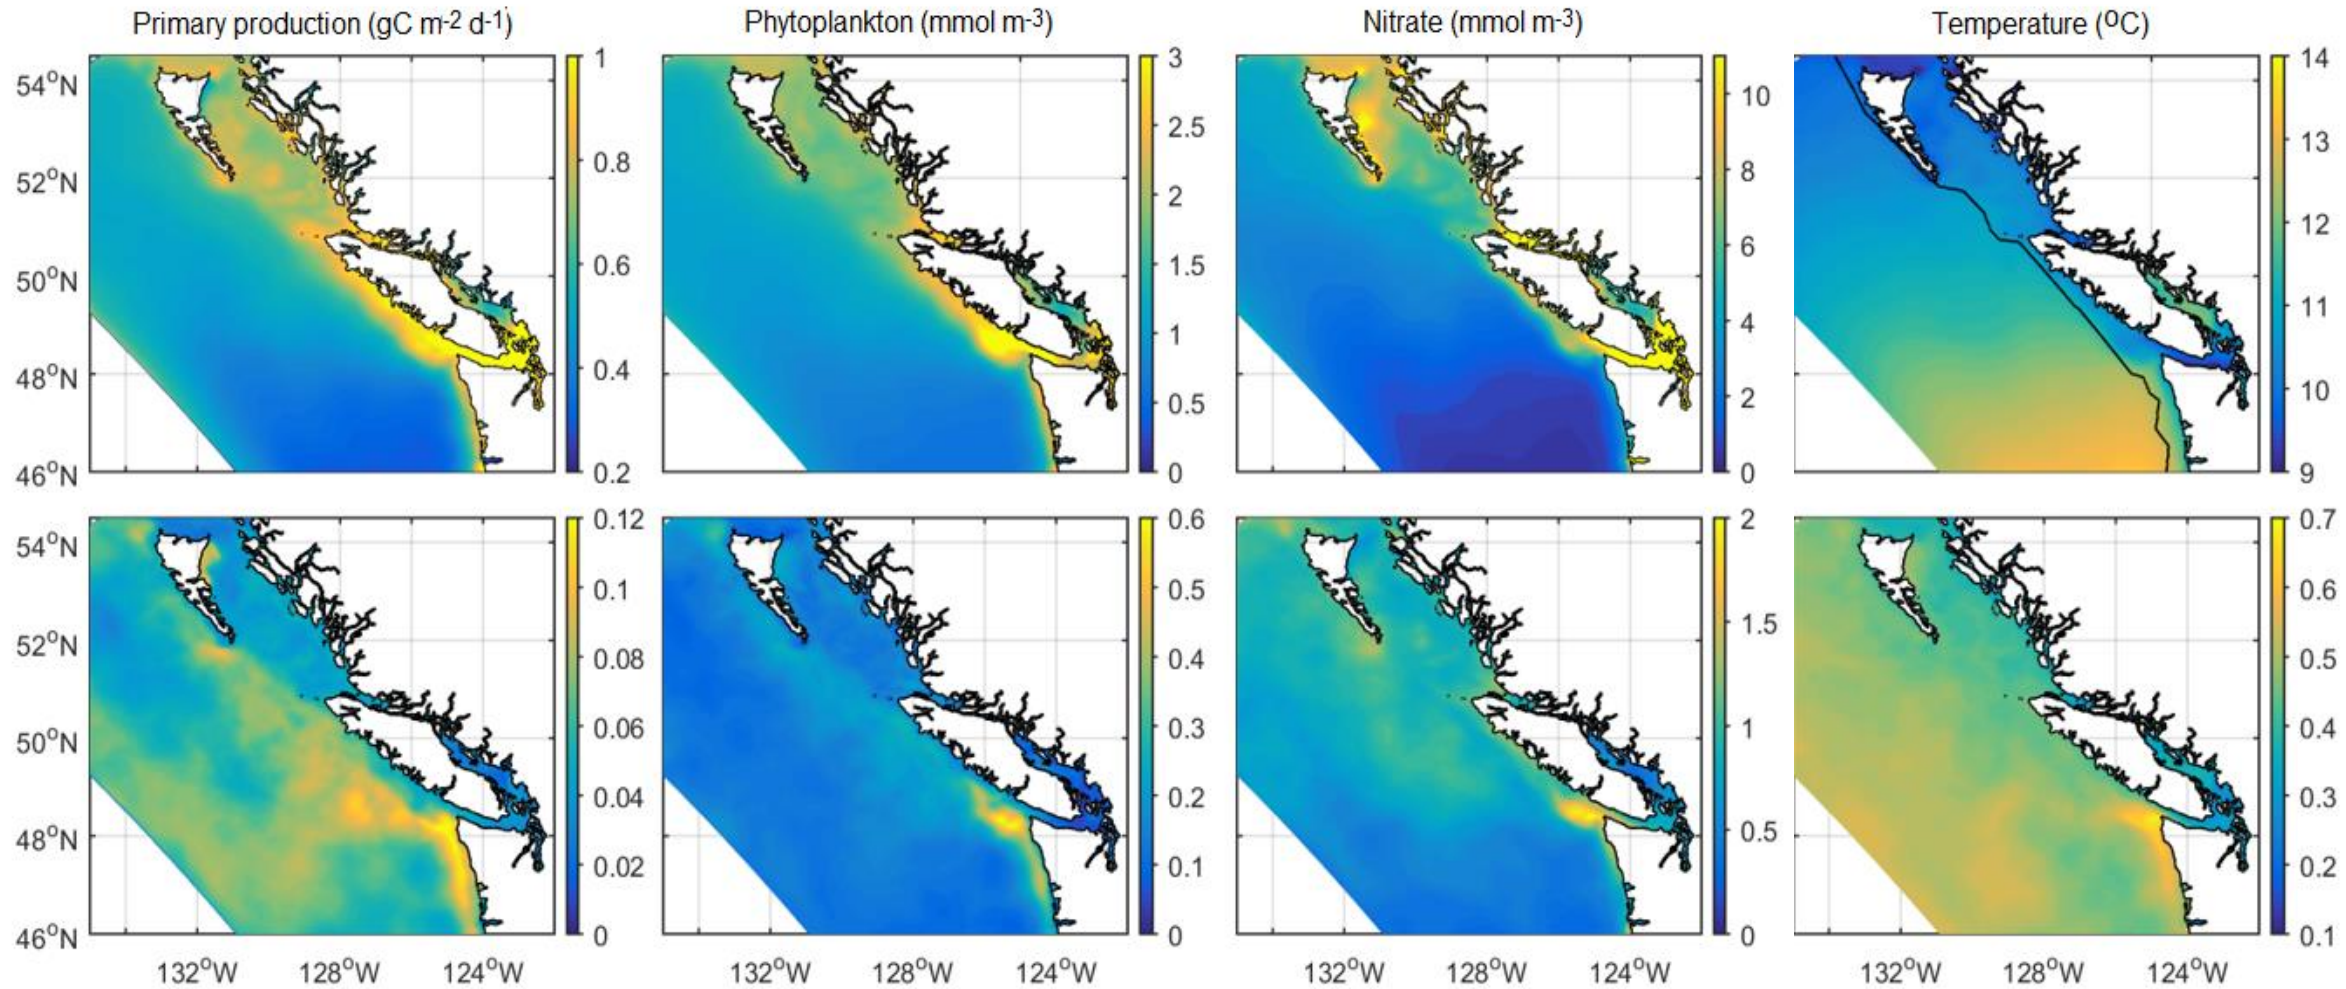 Primary production (gC m-2 d-1)
Phytoplankton (mmol m-3)
Nitrate (mmol m-3)
Temperature (oC)
54oN
52oN
50oN
48oN
46oN
1
0.8
0.6
0.4
0.2
3
2.5
2
1.5
1
0.5
0
10
8
6
4
2
0
14
13
12
11
10
9
54oN
52oN
50oN
48oN
46oN
0.12
0.1
0.08
0.06
0.04
0.02
0
0.6
0.5
0.4
0.3
0.2
0.1
0
2
1.5
1
0.5
0
0.7
0.6
0.5
0.4
0.3
0.2
0.1
132oW 128oW 124oW
132oW 128oW 124oW
132oW 128oW 124oW
132oW 128oW 124oW